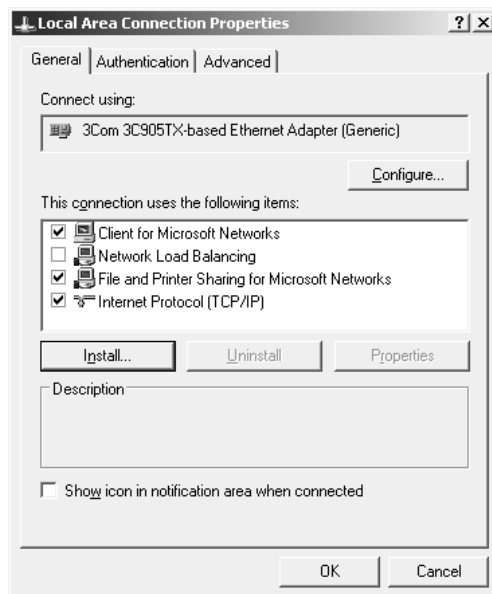 Local Area Connection Properties
General Authentication Advanced
Connect using:
3Com 3C905TX-based Ethernet Adapter (Generic)
Configure...
This connection uses the following items:
Client for Microsoft Networks
Network Load Balancing
File and Printer Sharing for Microsoft Networks
Internet Protocol (TCP/IP)
Install... Uninstall Properties
Description
Show icon in notification area when connected
OK Cancel